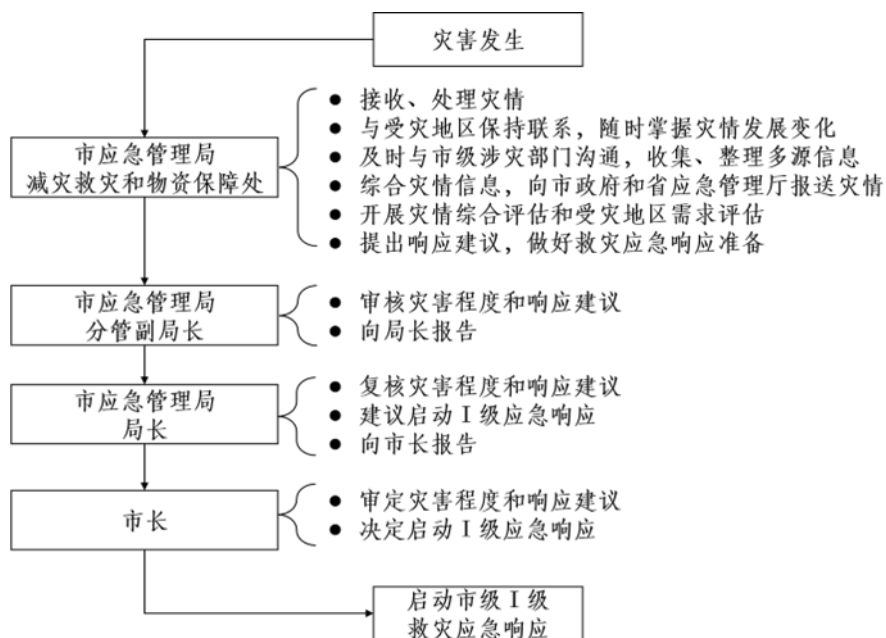 灾害发生
市应急管理局
减灾救灾和物资保障处
● 接收、处理灾情
● 与受灾地区保持联系，随时掌握灾情发展变化
● 及时与市级涉灾部门沟通，收集、整理多源信息
● 综合灾情信息，向市政府和省应急管理厅报送灾情
● 开展灾情综合评估和受灾地区需求评估
● 提出响应建议，做好救灾应急响应准备
市应急管理局
分管副局长
● 审核灾害程度和响应建议
● 向局长报告
市应急管理局
局长
● 复核灾害程度和响应建议
● 建议启动Ⅰ级应急响应
● 向市长报告
市长
● 审定灾害程度和响应建议
● 决定启动Ⅰ级应急响应
启动市级Ⅰ级
救灾应急响应